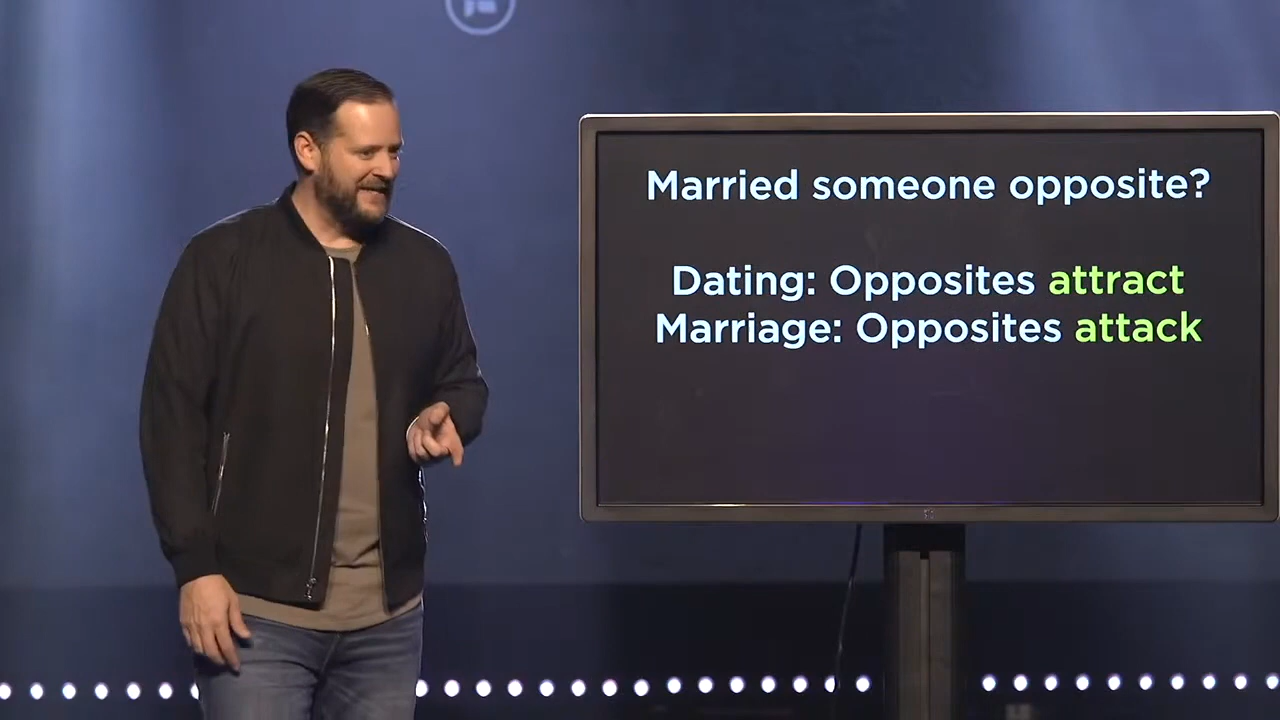 Married someone opposite?
Dating: Opposites attract
Marriage: Opposites attack